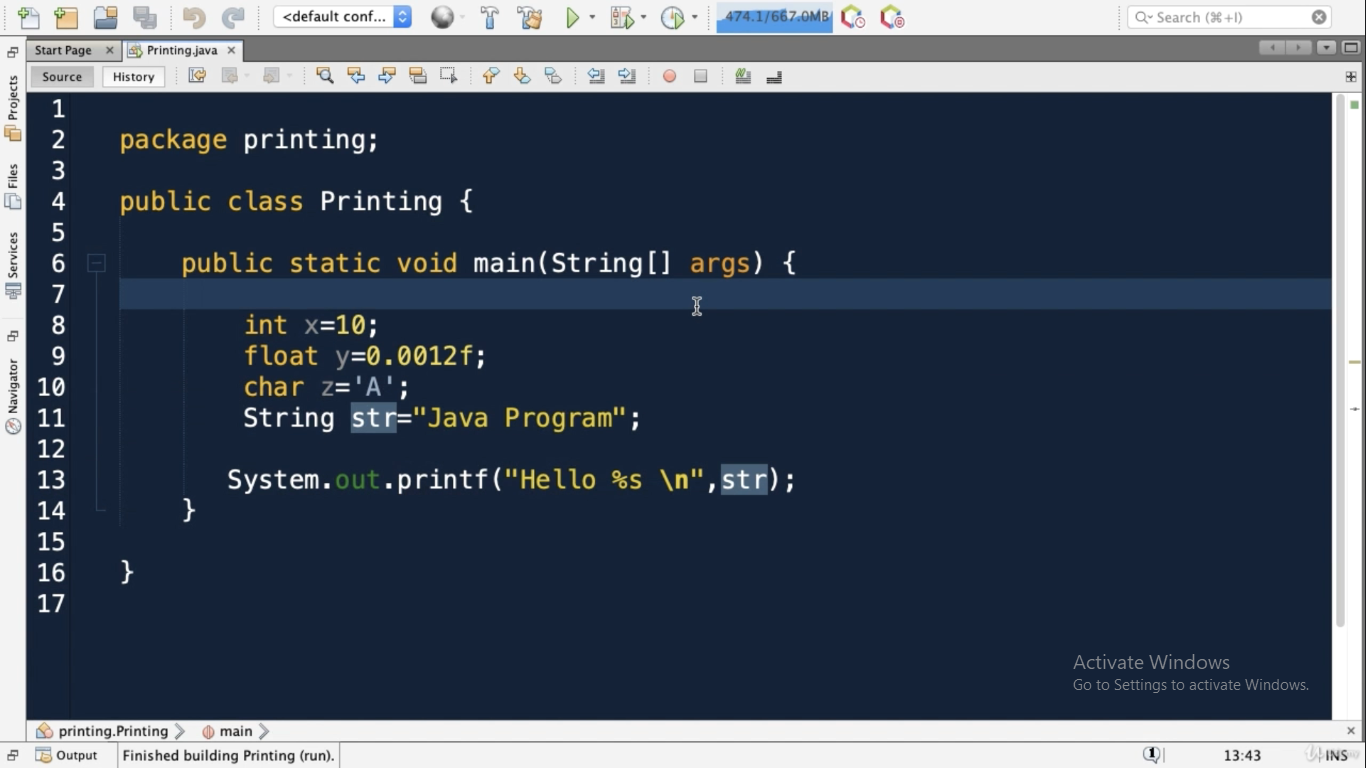 <default conf...
474.1/667.0MB
Search (⌘+I)
Start Page
Printing.java
Source
History
Projects
Files
Services
Navigator
1
2 package printing;
3
4 public class Printing {
5
6 public static void main(String[] args) {
7
8 int x=10;
9 float y=0.0012f;
10 char z='A';
11 String str="Java Program";
12
13 System.out.printf("Hello %s \n",str);
14 }
15
16 }
17
Activate Windows
Go to Settings to activate Windows.
printing.Printing
main
Output
Finished building Printing (run).
1
13:43
INS